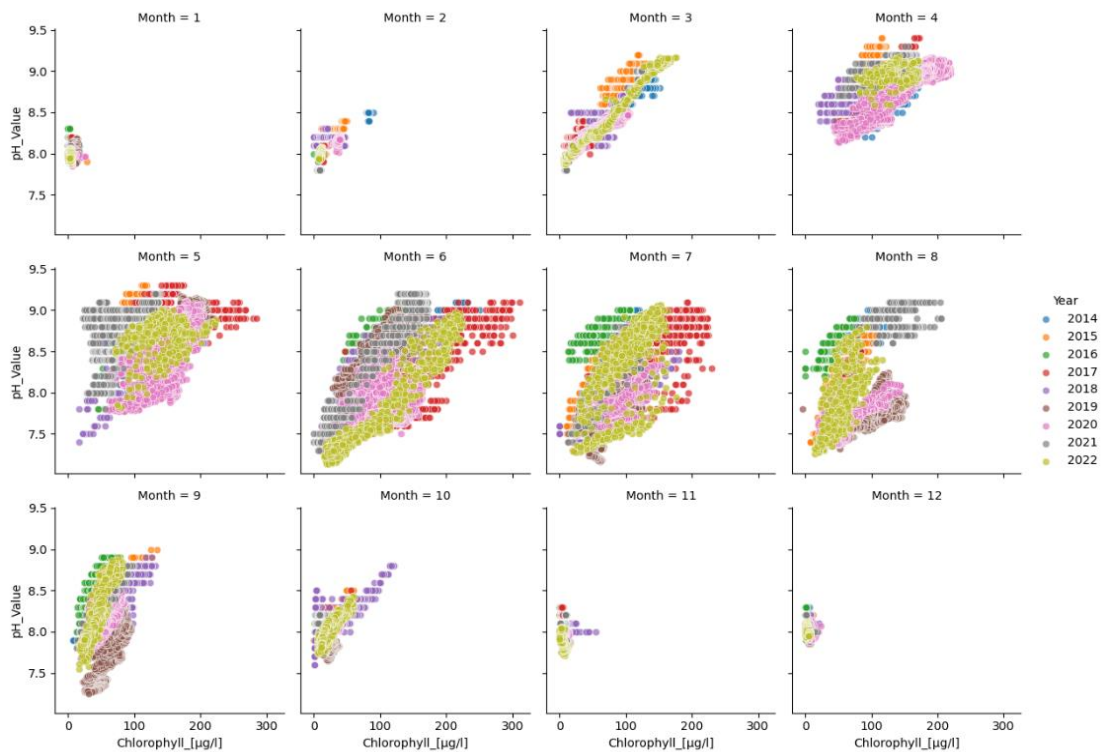 Month = 1
Month = 2
Month = 3
Month = 4
9.5
9.0
8.5
8.0
7.5
pH_Value
Month = 5
Month = 6
Month = 7
Month = 8
9.5
9.0
8.5
8.0
7.5
pH_Value
Year
2014
2015
2016
2017
2018
2019
2020
2021
2022
Month = 9
Month = 10
Month = 11
Month = 12
9.5
9.0
8.5
8.0
7.5
pH_Value
0 100 200 300
0 100 200 300
0 100 200 300
0 100 200 300
Chlorophyll_[µg/l]
Chlorophyll_[µg/l]
Chlorophyll_[µg/l]
Chlorophyll_[µg/l]